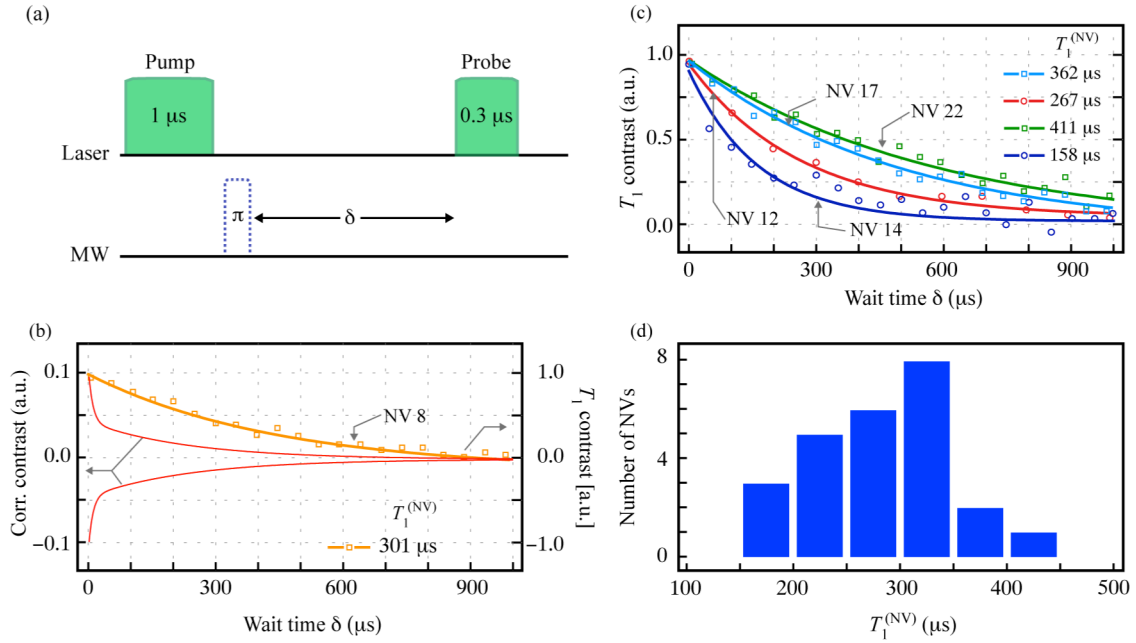 (a)
Pump
Probe
1 μs
0.3 μs
Laser
π
δ
MW
(b)
Corr. contrast (a.u.)
0.1
0.0
−0.1
NV 8
T₁⁽ᴺⱽ⁾
301 μs
1.0
0.0
−1.0
T₁ contrast [a.u.]
0 300 600 900
Wait time δ (μs)
(c)
T₁ contrast (a.u.)
1.0
0.5
0.0
T₁⁽ᴺⱽ⁾
362 μs
267 μs
411 μs
158 μs
NV 17
NV 22
NV 12
NV 14
0 300 600 900
Wait time δ (μs)
(d)
Number of NVs
8
4
0
100 200 300 400 500
T₁⁽ᴺⱽ⁾ (μs)